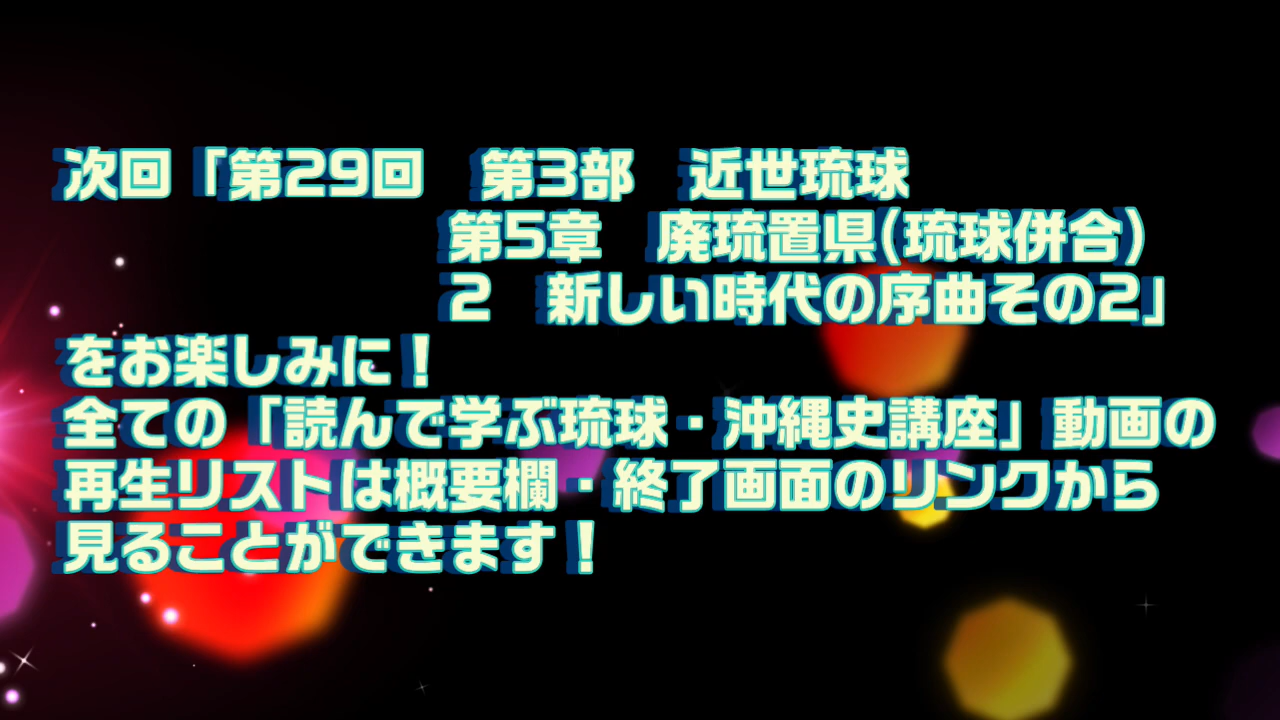 次回「第29回　第3部　近世琉球
第5章　廃琉置県(琉球併合)
2　新しい時代の序曲その2」
をお楽しみに！
全ての「読んで学ぶ琉球・沖縄史講座」動画の
再生リストは概要欄・終了画面のリンクから
見ることができます！